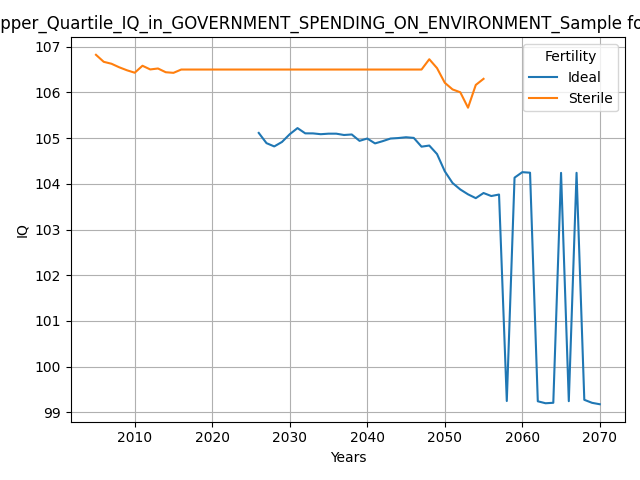 pper_Quartile_IQ_in_GOVERNMENT_SPENDING_ON_ENVIRONMENT_Sample fo
107
106
105
104
103
102
101
100
99
IQ
Fertility
Ideal
Sterile
2010 2020 2030 2040 2050 2060 2070
Years